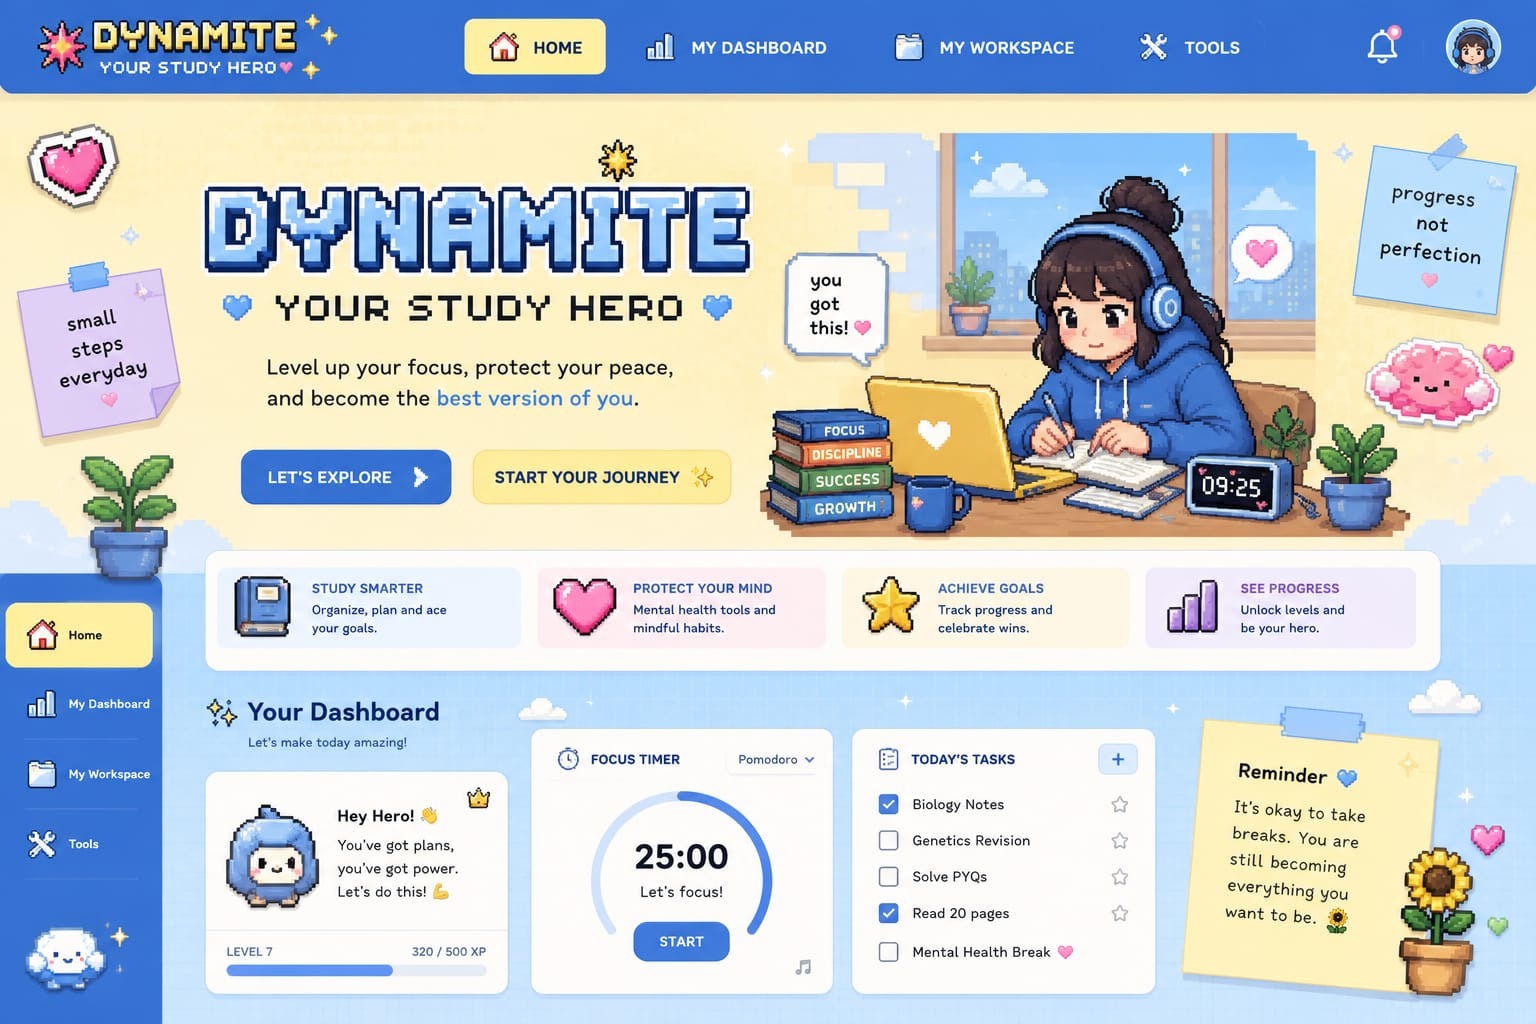 DYNAMITE
YOUR STUDY HERO
HOME
MY DASHBOARD
MY WORKSPACE
TOOLS
DYNAMITE
YOUR STUDY HERO
Level up your focus, protect your peace,
and become the best version of you.
LET'S EXPLORE
START YOUR JOURNEY
small
steps
everyday
you
got
this!
FOCUS
DISCIPLINE
SUCCESS
GROWTH
09:25
progress
not
perfection
STUDY SMARTER
Organize, plan and ace
your goals.
PROTECT YOUR MIND
Mental health tools and
mindful habits.
ACHIEVE GOALS
Track progress and
celebrate wins.
SEE PROGRESS
Unlock levels and
be your hero.
Home
My Dashboard
My Workspace
Tools
Your Dashboard
Let's make today amazing!
Hey Hero! 👋
You've got plans,
you've got power.
Let's do this! 💪
LEVEL 7
320 / 500 XP
FOCUS TIMER
Pomodoro
25:00
Let's focus!
START
TODAY'S TASKS
+
Biology Notes
Genetics Revision
Solve PYQs
Read 20 pages
Mental Health Break
Reminder
It's okay to take
breaks. You are
still becoming
everything you
want to be.